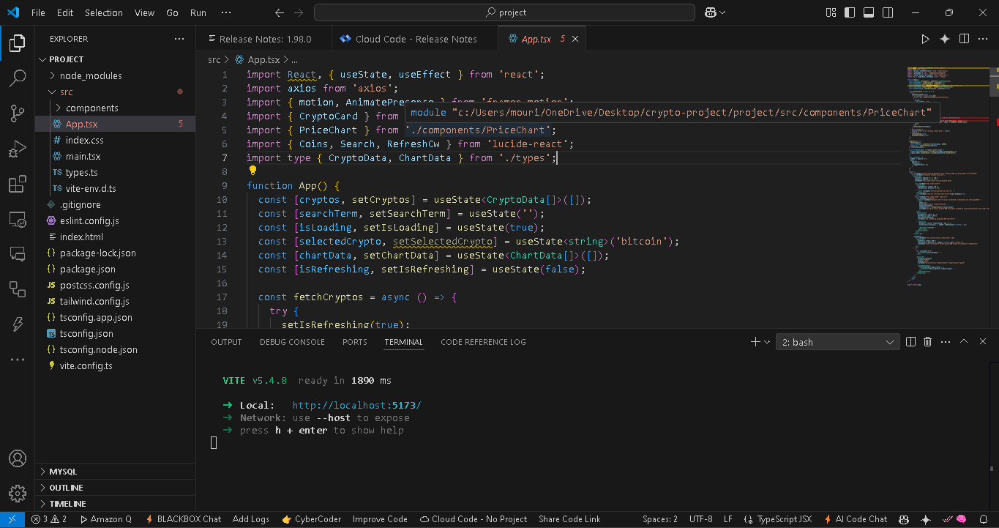 File Edit Selection View Go Run ··· project
EXPLORER ···
PROJECT
node_modules
src
components
App.tsx 5
# index.css
main.tsx
TS types.ts
TS vite-env.d.ts
.gitignore
eslint.config.js
index.html
{} package-lock.json
{} package.json
JS postcss.config.js
JS tailwind.config.js
{} tsconfig.app.json
TS tsconfig.json
{} tsconfig.node.json
vite.config.ts
MYSQL
OUTLINE
TIMELINE
Release Notes: 1.98.0 Cloud Code - Release Notes App.tsx 5
src > App.tsx > ...
1 import React, { useState, useEffect } from 'react';
2 import axios from 'axios';
3 import { motion, AnimatePresence } from 'framer-motion';
4 import { CryptoCard } from
module "c:/Users/mouri/OneDrive/Desktop/crypto-project/project/src/components/PriceChart"
5 import { PriceChart } from './components/PriceChart';
6 import { Coins, Search, RefreshCw } from 'lucide-react';
7 import type { CryptoData, ChartData } from './types';
8
9 function App() {
10 const [cryptos, setCryptos] = useState<CryptoData[]>([]);
11 const [searchTerm, setSearchTerm] = useState('');
12 const [isLoading, setIsLoading] = useState(true);
13 const [selectedCrypto, setSelectedCrypto] = useState<string>('bitcoin');
14 const [chartData, setChartData] = useState<ChartData[]>([]);
15 const [isRefreshing, setIsRefreshing] = useState(false);
16
17 const fetchCryptos = async () => {
18 try {
19 setIsRefreshing(true);
OUTPUT DEBUG CONSOLE PORTS TERMINAL CODE REFERENCE LOG 2: bash
VITE v5.4.8 ready in 1890 ms
➜ Local: http://localhost:5173/
➜ Network: use --host to expose
➜ press h + enter to show help
3 2 Amazon Q BLACKBOX Chat Add Logs CyberCoder Improve Code Cloud Code - No Project Share Code Link Spaces: 2 UTF-8 LF {} TypeScript JSX AI Code Chat